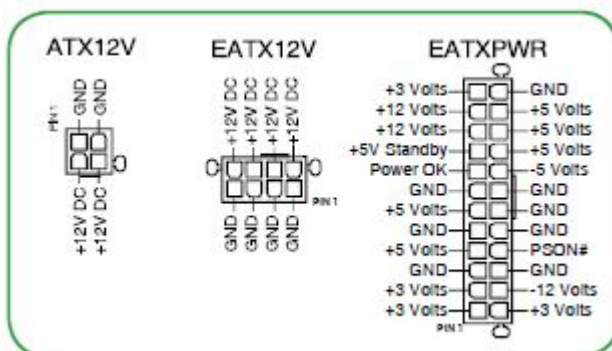 ATX12V
EATX12V
EATXPWR
PIN 1
GND
GND
+12V DC
+12V DC
+12V DC
+12V DC
+12V DC
+12V DC
GND
GND
GND
GND
PIN 1
+3 Volts GND
+12 Volts +5 Volts
+12 Volts +5 Volts
+5V Standby +5 Volts
Power OK -5 Volts
GND GND
+5 Volts GND
GND GND
+5 Volts PSON#
GND GND
+3 Volts -12 Volts
+3 Volts +3 Volts
PIN 1